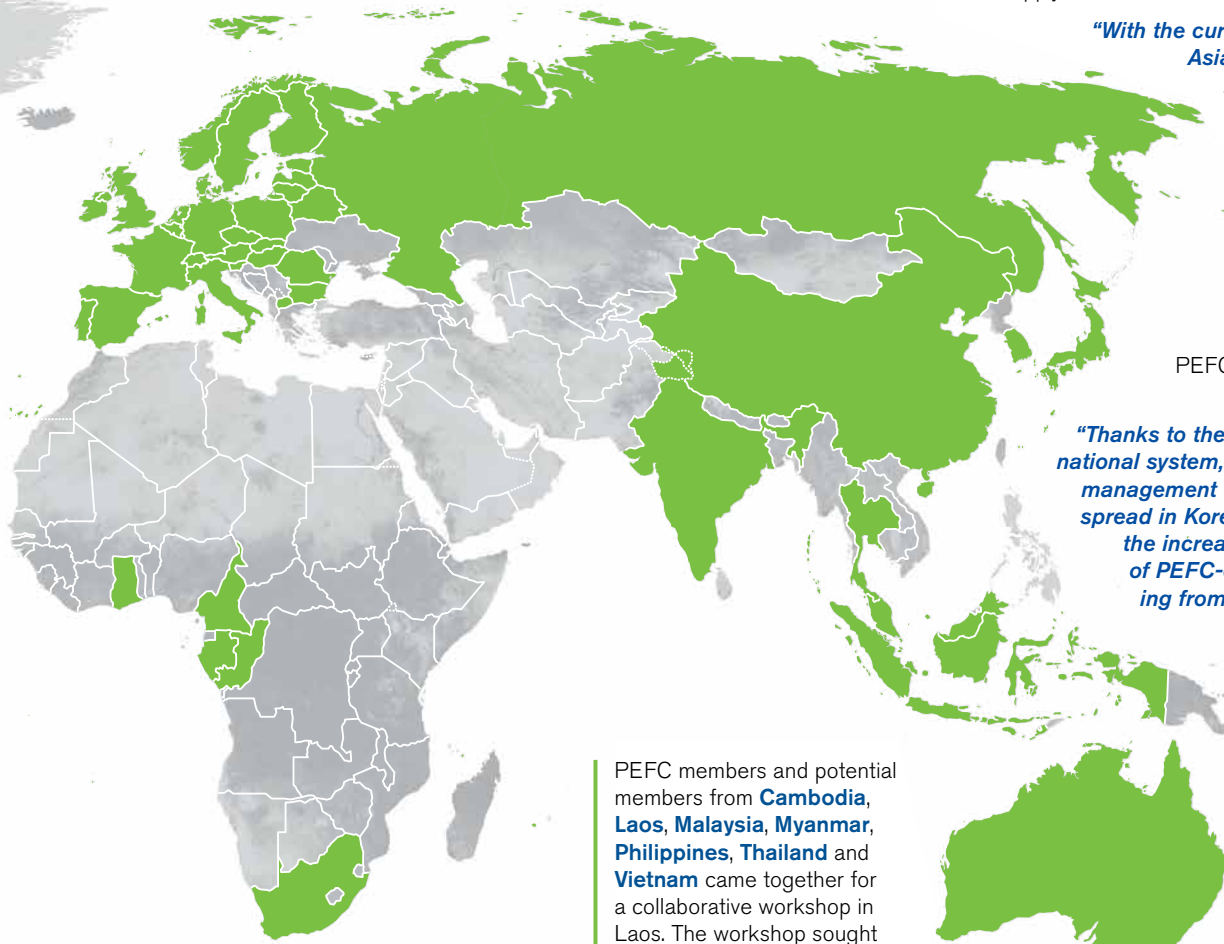 “With the cur
Asia
PEFC
“Thanks to the
national system,
management
spread in Kore
the increa
of PEFC-
ing from
PEFC members and potential
members from Cambodia,
Laos, Malaysia, Myanmar,
Philippines, Thailand and
Vietnam came together for
a collaborative workshop in
Laos. The workshop sought